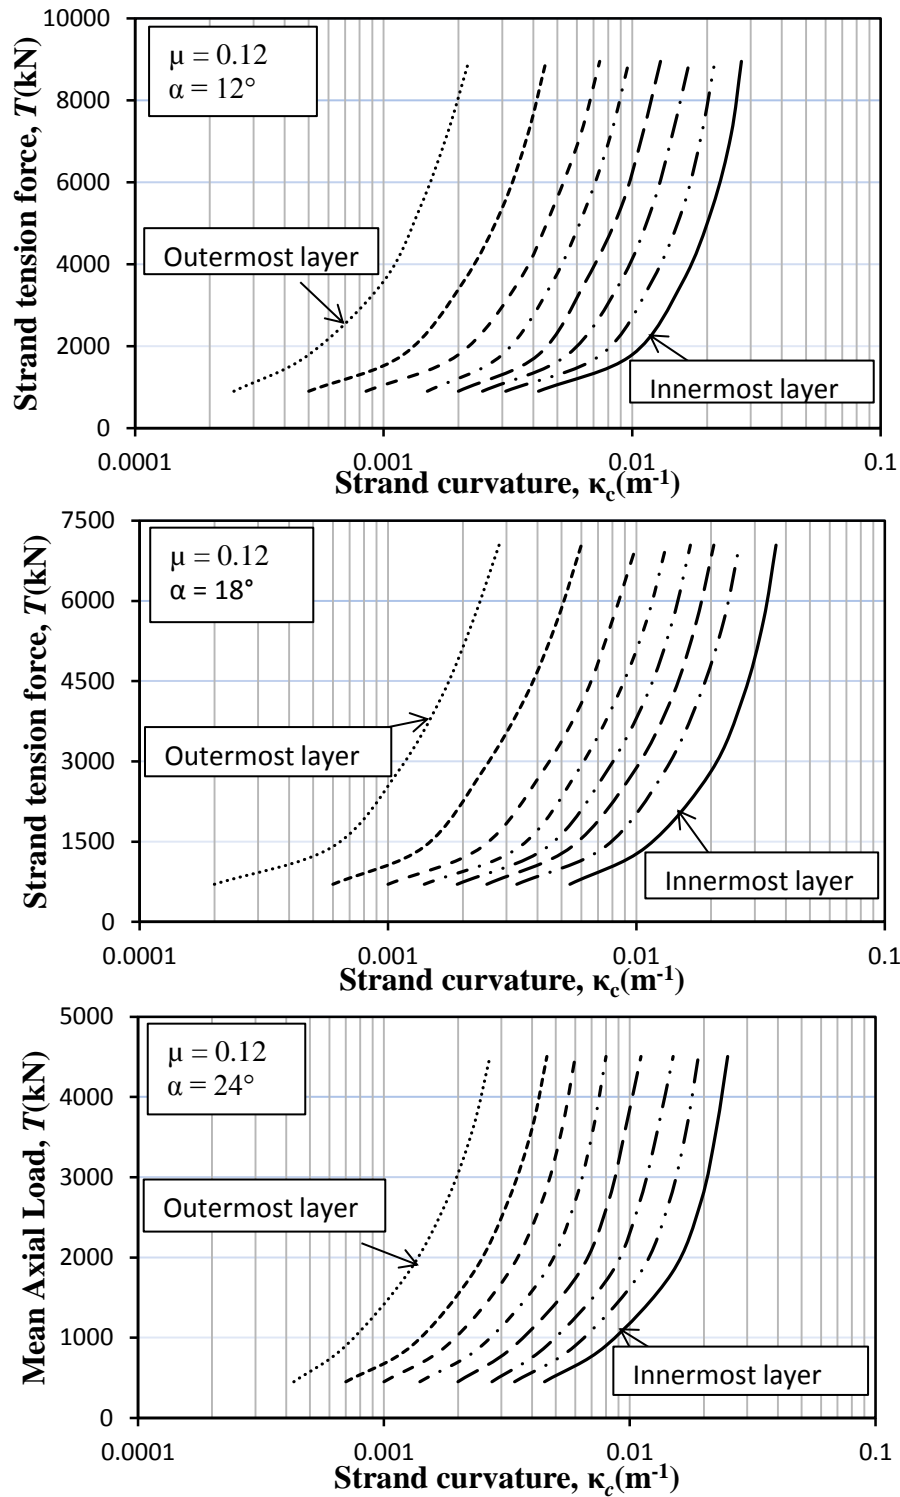 Strand tension force, T(kN)
10000
8000
6000
4000
2000
0
μ = 0.12
α = 12°
Outermost layer
Innermost layer
0.0001
0.001
0.01
0.1
Strand curvature, κc(m-1)
Strand tension force, T(kN)
7500
6000
4500
3000
1500
0
μ = 0.12
α = 18°
Outermost layer
Innermost layer
0.0001
0.001
0.01
0.1
Strand curvature, κc(m-1)
Mean Axial Load, T(kN)
5000
4000
3000
2000
1000
0
μ = 0.12
α = 24°
Outermost layer
Innermost layer
0.0001
0.001
0.01
0.1
Strand curvature, κc(m-1)